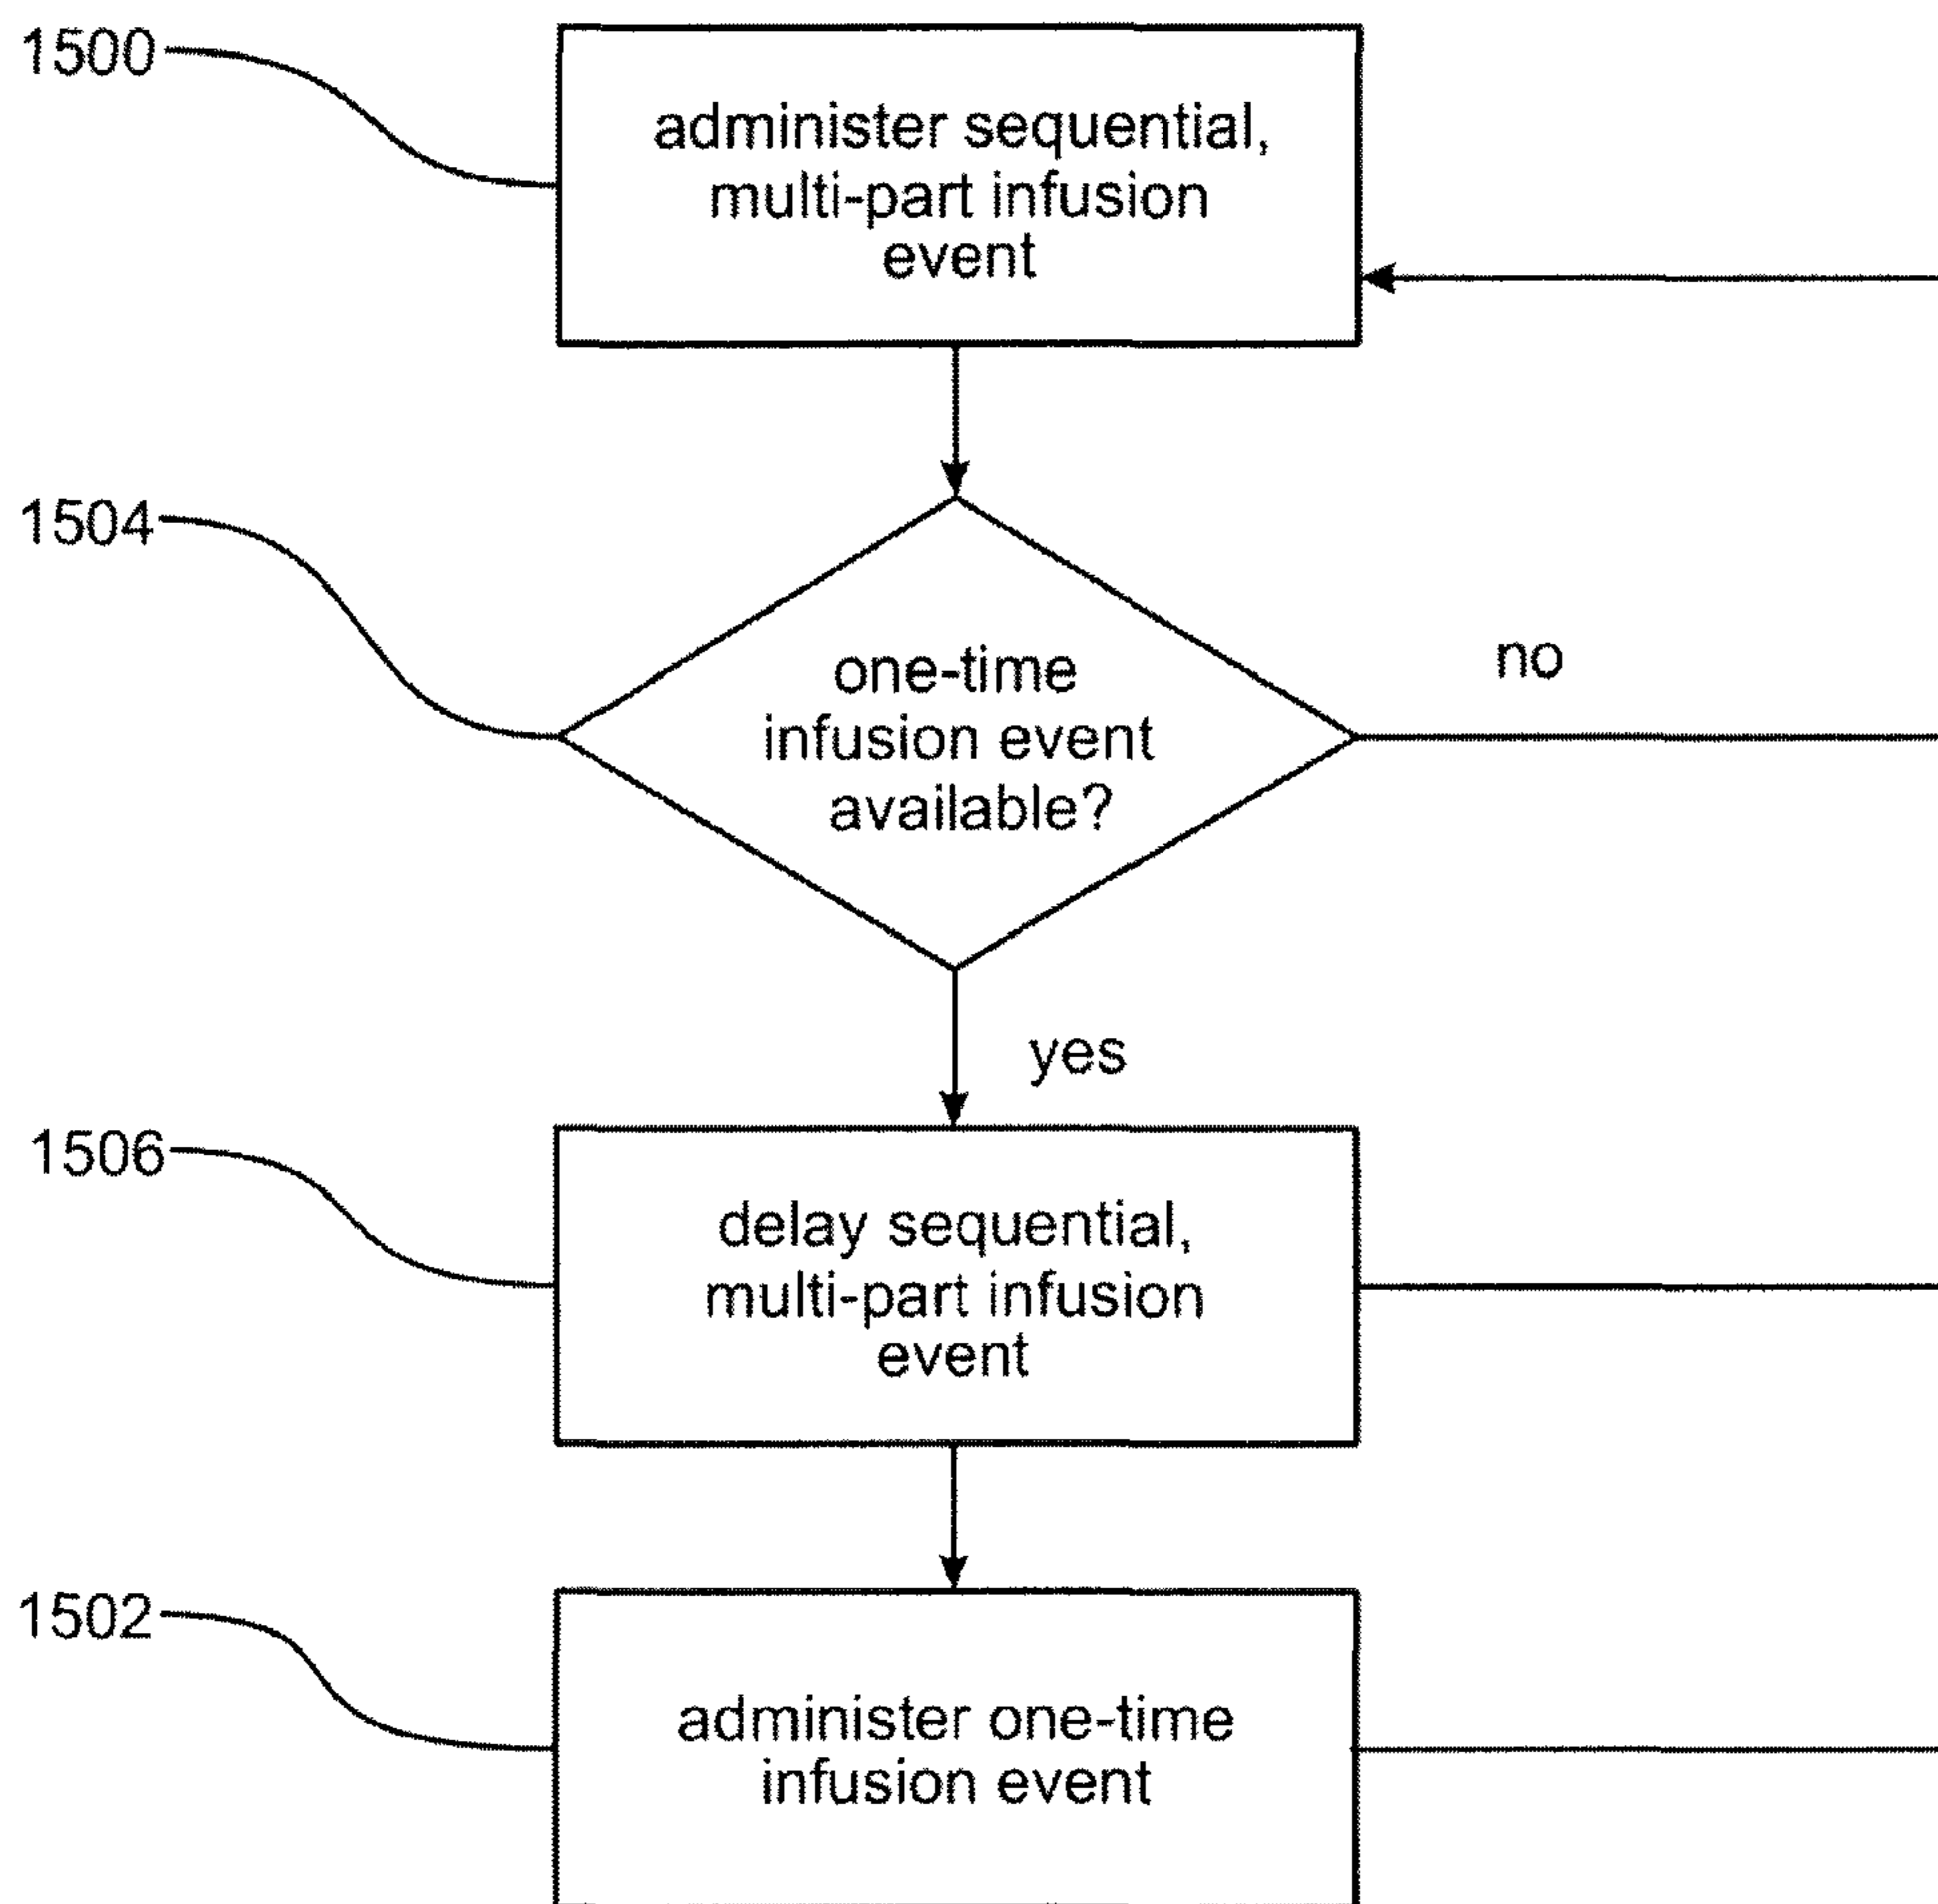 1500
administer sequential,
multi-part infusion
event
1504
one-time
infusion event
available?
no
yes
1506
delay sequential,
multi-part infusion
event
1502
administer one-time
infusion event